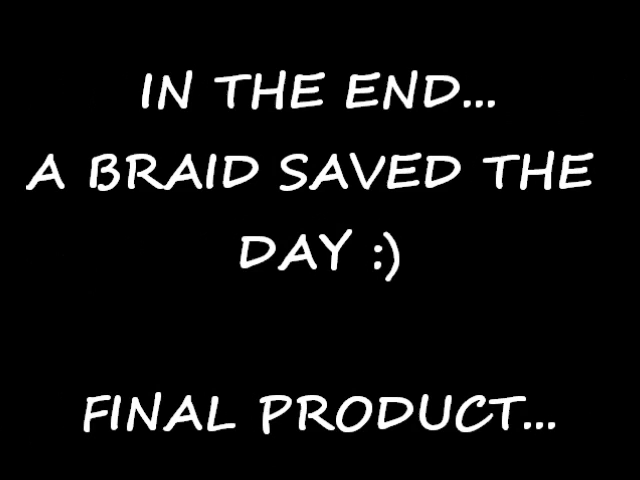 IN THE END...
A BRAID SAVED THE
DAY :)
FINAL PRODUCT...